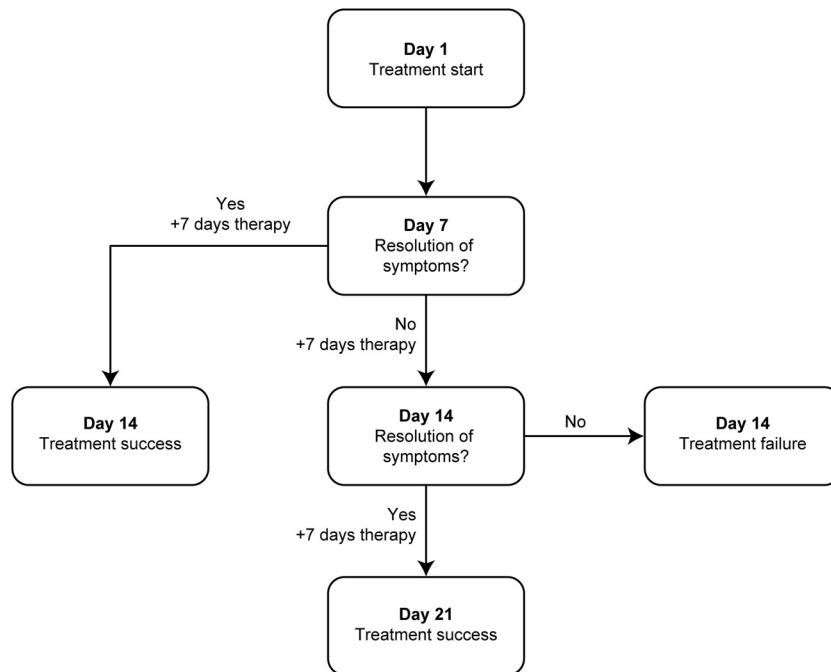 Day 1
Treatment start
Yes
+7 days therapy
Day 7
Resolution of
symptoms?
No
+7 days therapy
Day 14
Treatment success
Day 14
Resolution of
symptoms?
No
Day 14
Treatment failure
Yes
+7 days therapy
Day 21
Treatment success